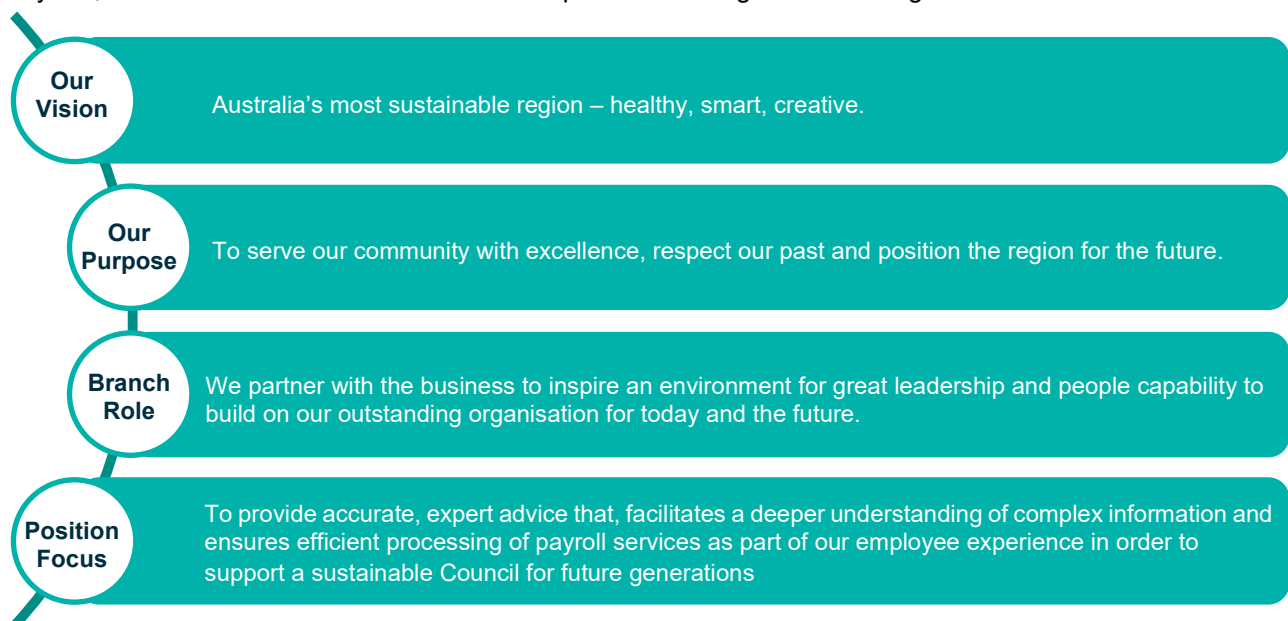 Our
Vision
Australia's most sustainable region – healthy, smart, creative.
Our
Purpose
To serve our community with excellence, respect our past and position the region for the future.
Branch
Role
We partner with the business to inspire an environment for great leadership and people capability to
build on our outstanding organisation for today and the future.
Position
Focus
To provide accurate, expert advice that, facilitates a deeper understanding of complex information and
ensures efficient processing of payroll services as part of our employee experience in order to
support a sustainable Council for future generations